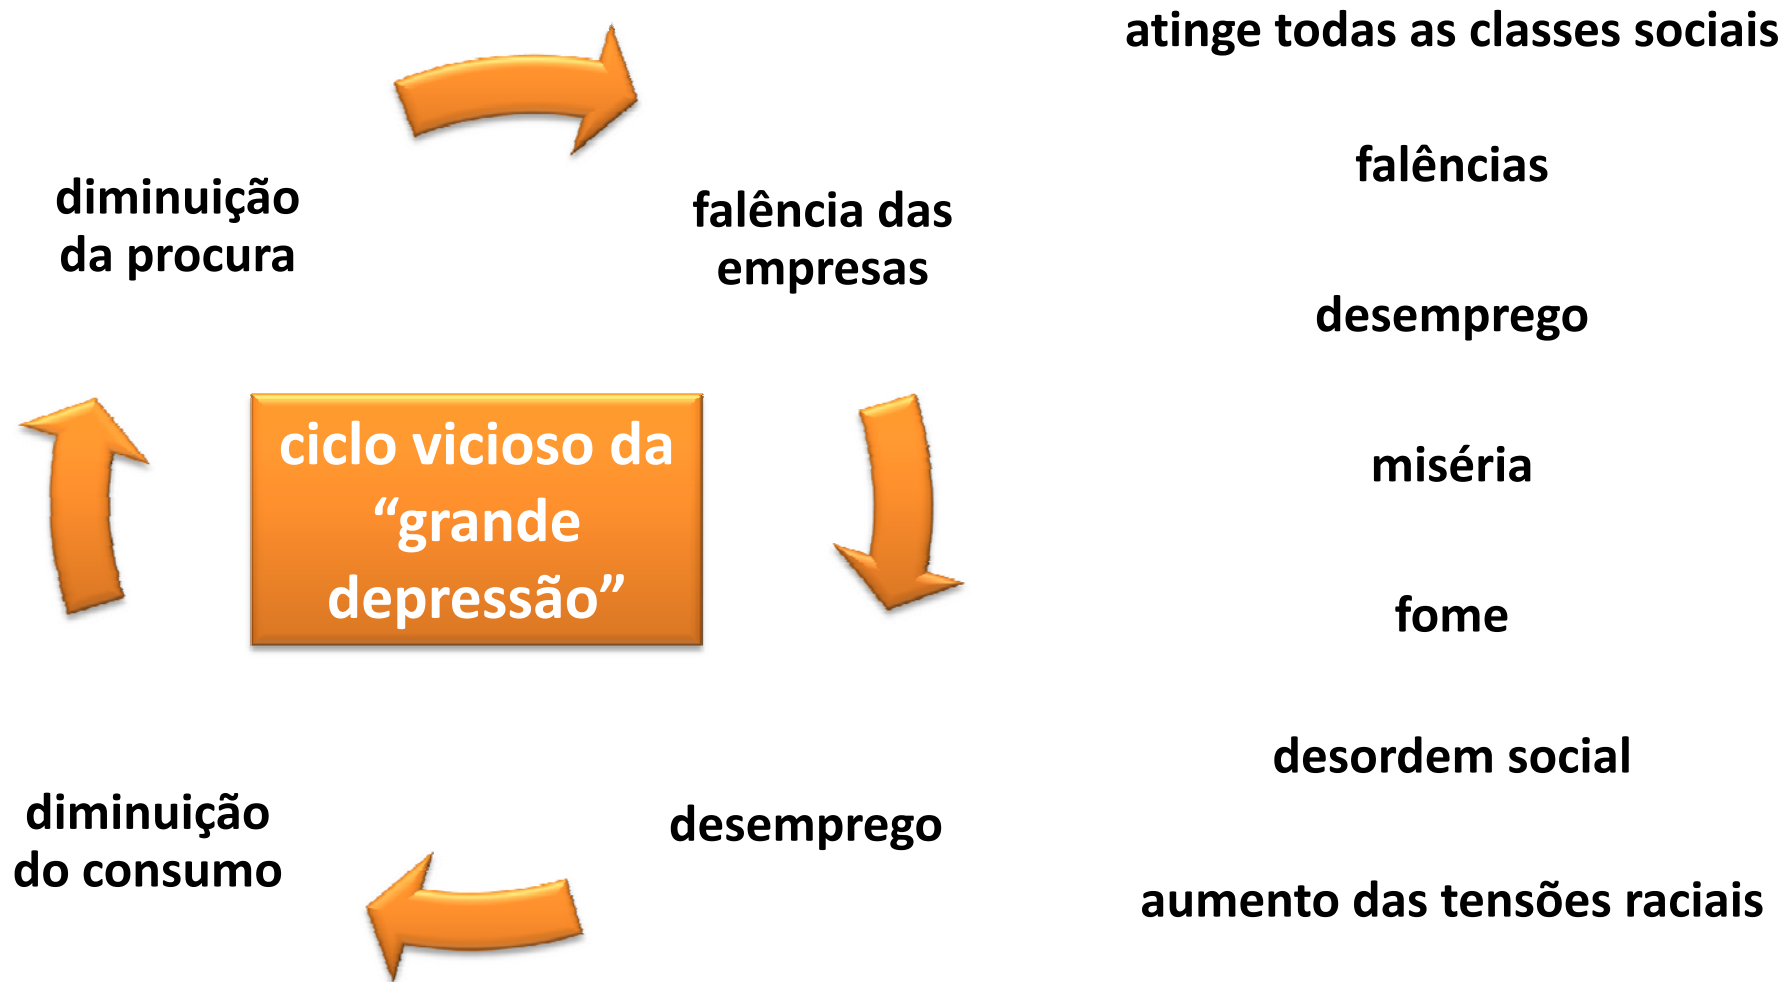 diminuição
da procura
falência das
empresas
ciclo vicioso da
“grande
depressão”
diminuição
do consumo
desemprego
atinge todas as classes sociais
falências
desemprego
miséria
fome
desordem social
aumento das tensões raciais